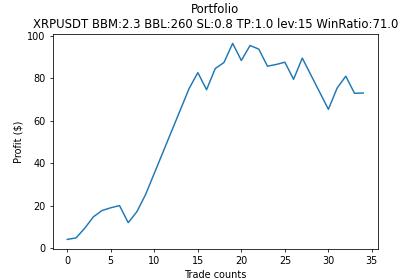 Portfolio
XRPUSDT BBM:2.3 BBL:260 SL:0.8 TP:1.0 lev:15 WinRatio:71.0
100
80
60
40
20
0
Profit ($)
0 5 10 15 20 25 30 35
Trade counts